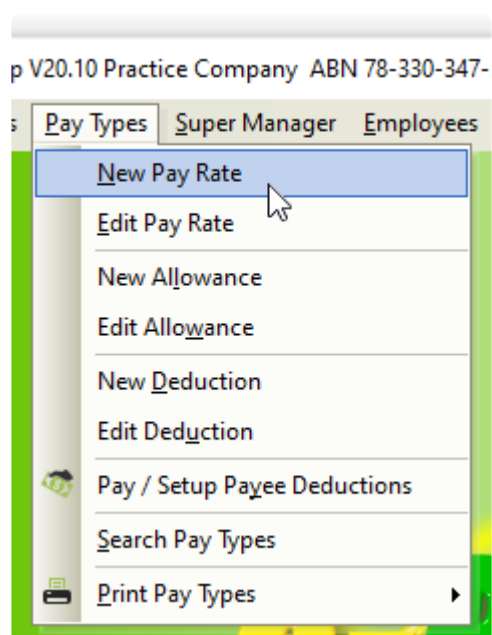 p V20.10 Practice Company ABN 78-330-347-
s Pay Types Super Manager Employees
New Pay Rate
Edit Pay Rate
New Allowance
Edit Allowance
New Deduction
Edit Deduction
Pay / Setup Payee Deductions
Search Pay Types
Print Pay Types